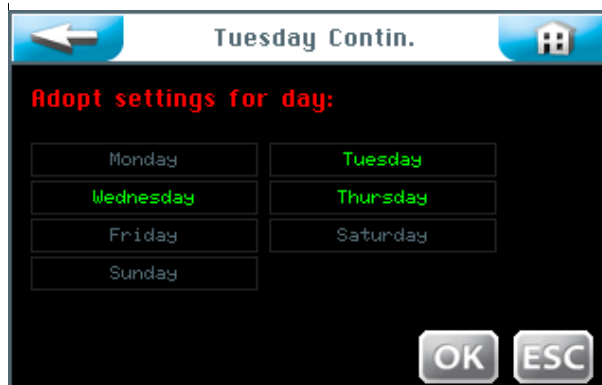 Tuesday Contin.
Adopt settings for day:
Monday Tuesday
Wednesday Thursday
Friday Saturday
Sunday
OK ESC